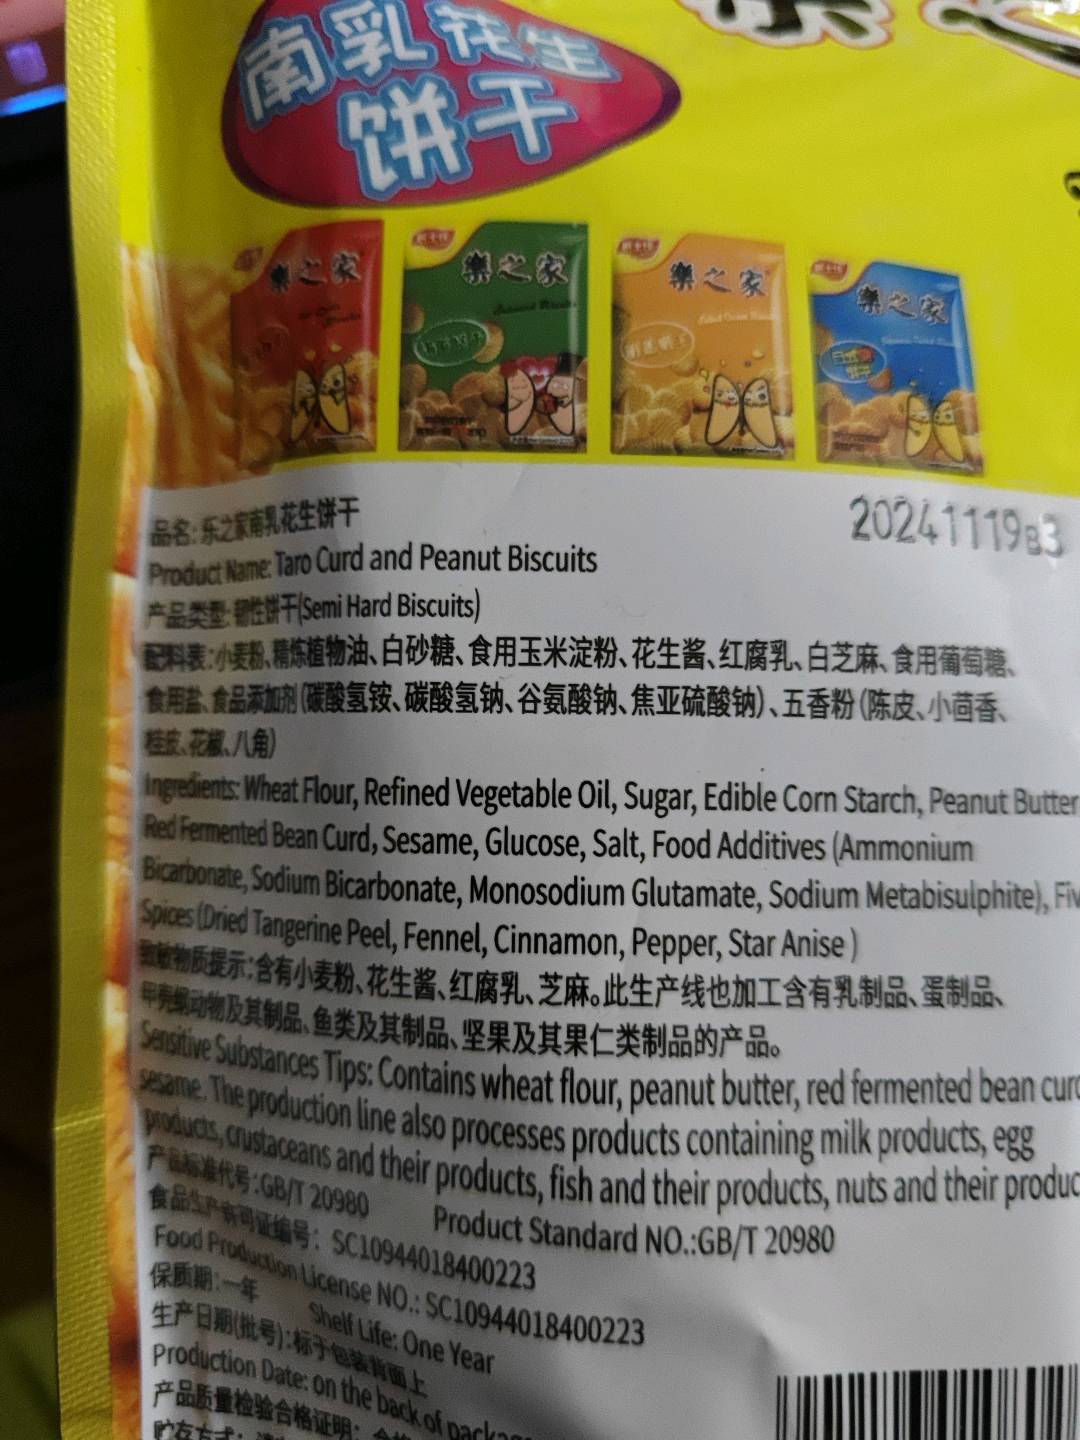 南乳花生
饼干
樂之家
樂之家
樂之家
樂之家
20241119B3
品名:乐之家南乳花生饼干
Product Name: Taro Curd and Peanut Biscuits
产品类型:韧性饼干(Semi Hard Biscuits)
配料表:小麦粉、精炼植物油、白砂糖、食用玉米淀粉、花生酱、红腐乳、白芝麻、食用葡萄糖、
食用盐、食品添加剂(碳酸氢铵、碳酸氢钠、谷氨酸钠、焦亚硫酸钠)、五香粉(陈皮、小茴香、
桂皮、花椒、八角)
Ingredients: Wheat Flour, Refined Vegetable Oil, Sugar, Edible Corn Starch, Peanut Butter
Red Fermented Bean Curd, Sesame, Glucose, Salt, Food Additives (Ammonium
Bicarbonate, Sodium Bicarbonate, Monosodium Glutamate, Sodium Metabisulphite), Fiv
Spices (Dried Tangerine Peel, Fennel, Cinnamon, Pepper, Star Anise )
致敏物质提示:含有小麦粉、花生酱、红腐乳、芝麻。此生产线也加工含有乳制品、蛋制品、
甲壳纲动物及其制品、鱼类及其制品、坚果及其果仁类制品的产品。
Sensitive Substances Tips: Contains wheat flour, peanut butter, red fermented bean curd
sesame. The production line also processes products containing milk products, egg
products, crustaceans and their products, fish and their products, nuts and their produc
产品标准代号:GB/T 20980 Product Standard NO.:GB/T 20980
食品生产许可证编号: SC10944018400223
Food Production License NO.: SC10944018400223
保质期:一年 Shelf Life: One Year
生产日期(批号):标于包装背面上
Production Date: on the back of packag
产品质量检验合格证明:
贮存方式: